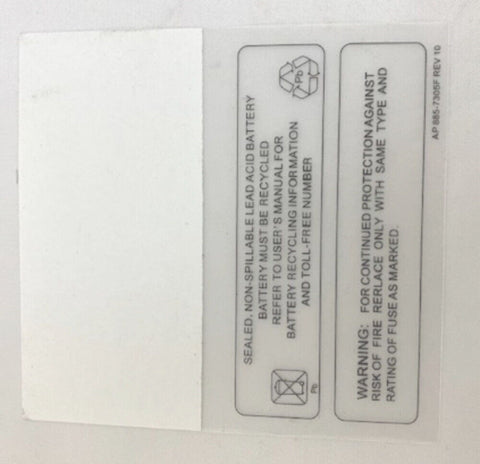 SEALED, NON-SPILLABLE LEAD ACID BATTERY
BATTERY MUST BE RECYCLED
REFER TO USER'S MANUAL FOR
BATTERY RECYCLING INFORMATION
AND TOLL-FREE NUMBER
Pb
Pb
WARNING: FOR CONTINUED PROTECTION AGAINST
RISK OF FIRE RERLACE ONLY WITH SAME TYPE AND
RATING OF FUSE AS MARKED.
AP 885-7305F REV 10